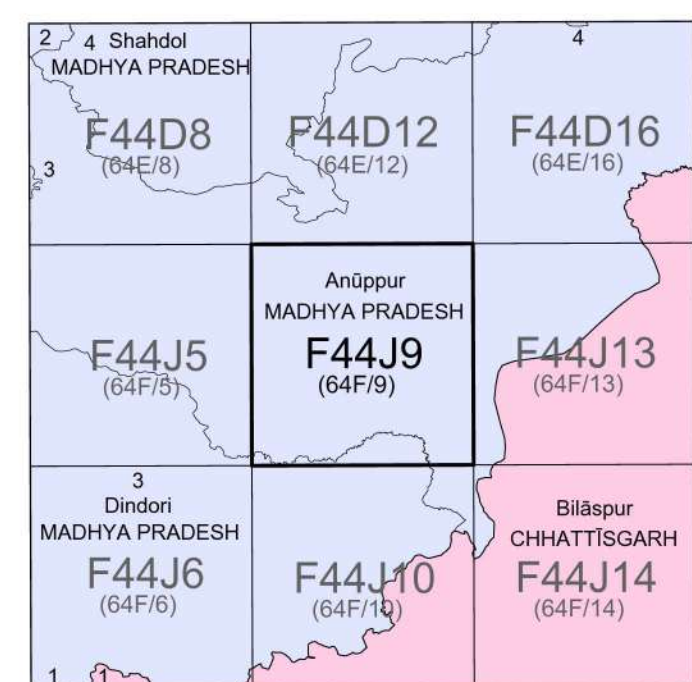 2 4 Shahdol
MADHYA PRADESH
4
F44D8
(64E/8)
F44D12
(64E/12)
F44D16
(64E/16)
3
Anūppur
MADHYA PRADESH
F44J5
(64F/5)
F44J9
(64F/9)
F44J13
(64F/13)
3
Dindori
MADHYA PRADESH
F44J6
(64F/6)
F44J10
(64F/10)
Bilāspur
CHHATTĪSGARH
F44J14
(64F/14)
1 1